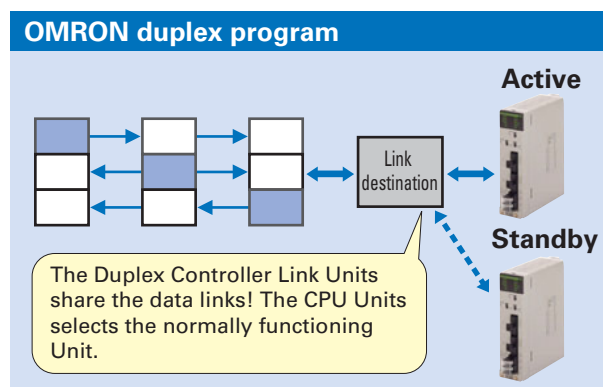 OMRON duplex program
Active
Link
destination
Standby
The Duplex Controller Link Units
share the data links! The CPU Units
selects the normally functioning
Unit.